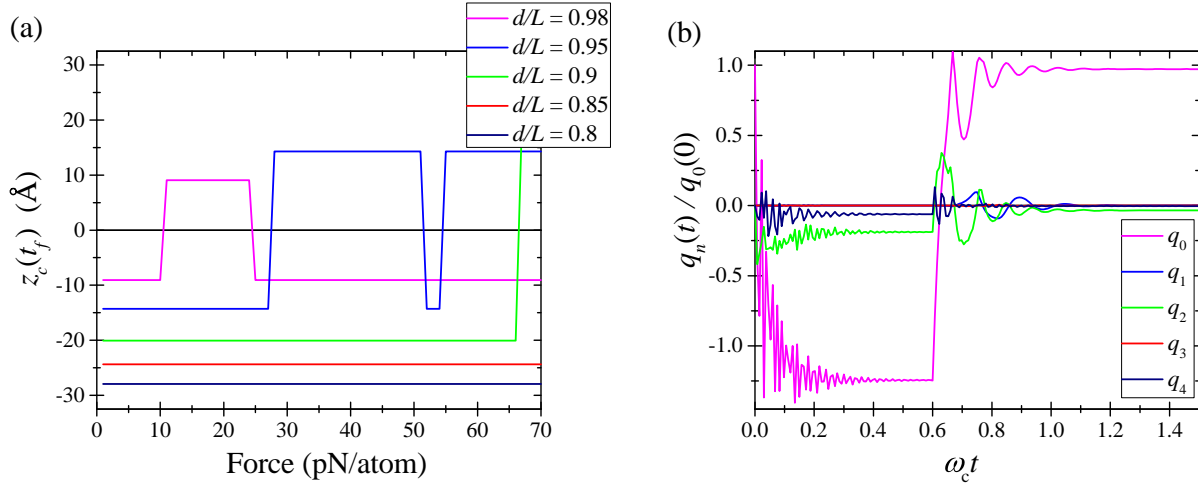 (a)
d/L = 0.98
d/L = 0.95
d/L = 0.9
d/L = 0.85
d/L = 0.8
30
20
10
0
-10
-20
-30
z_c(t_f) (Å)
0 10 20 30 40 50 60 70
Force (pN/atom)
(b)
1.0
0.5
0.0
-0.5
-1.0
q_n(t) / q_0(0)
q_0
q_1
q_2
q_3
q_4
0.0 0.2 0.4 0.6 0.8 1.0 1.2 1.4
ω_c t